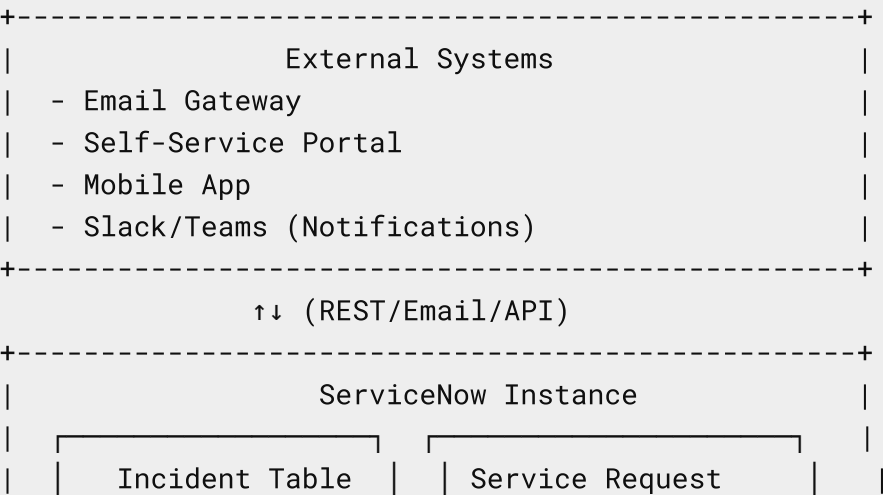 +--------------------------------------------------+
|                External Systems                  |
|  - Email Gateway                                 |
|  - Self-Service Portal                           |
|  - Mobile App                                    |
|  - Slack/Teams (Notifications)                   |
+--------------------------------------------------+
               ↑↓ (REST/Email/API)
+--------------------------------------------------+
|                  ServiceNow Instance             |
|  ┌───────────────────┐  ┌──────────────────────┐   |
|  │   Incident Table  │  │ Service Request     │   |